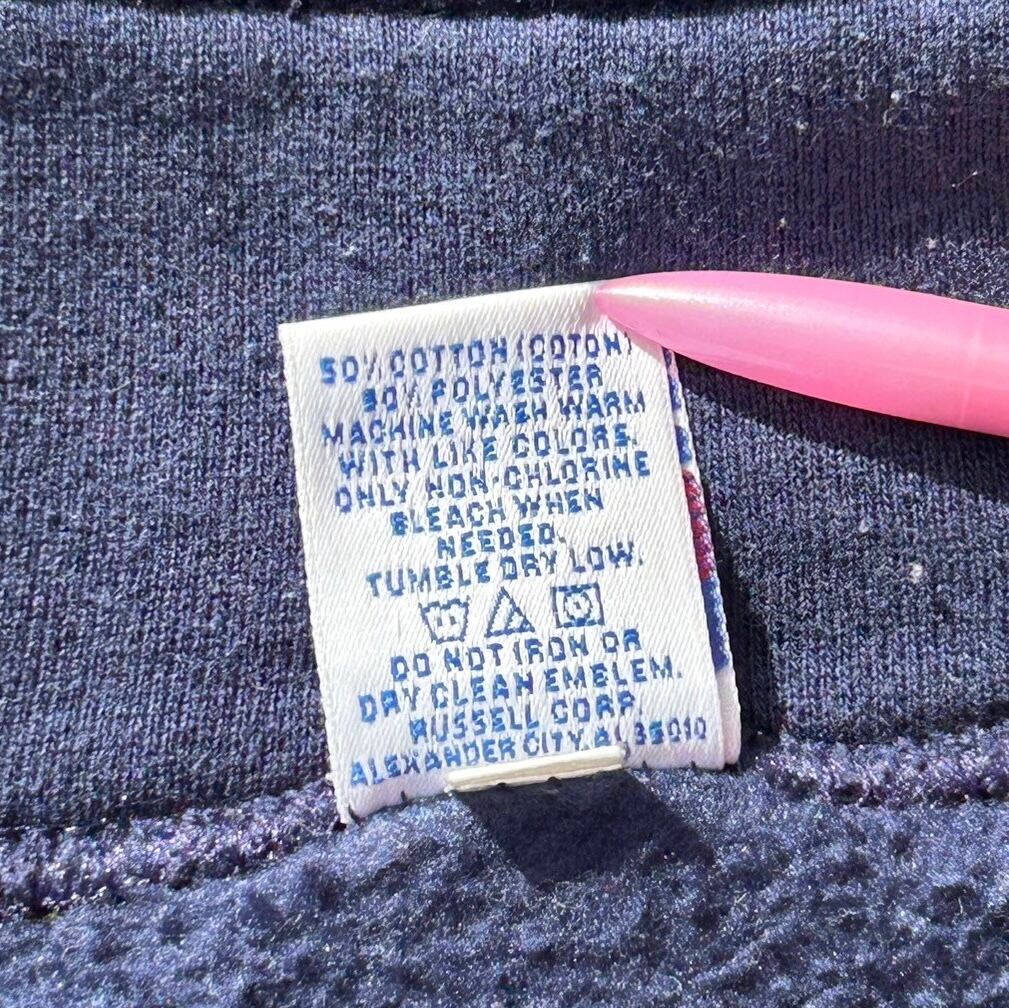 50% COTTON (COTON)
50% POLYESTER
MACHINE WASH WARM
WITH LIKE COLORS.
ONLY NON-CHLORINE
BLEACH WHEN
NEEDED.
TUMBLE DRY LOW.
DO NOT IRON OR
DRY CLEAN EMBLEM.
RUSSELL CORP.
ALEXANDER CITY, AL 35010